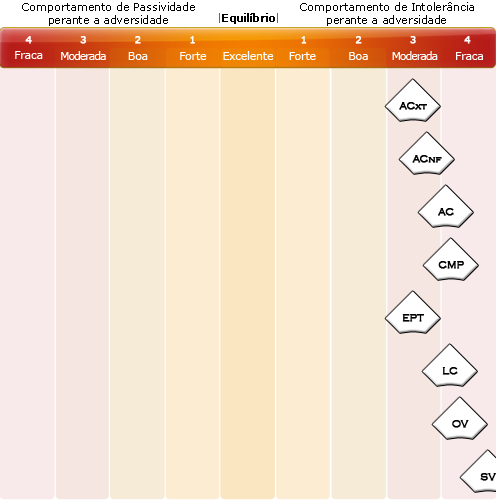 Comportamento de Passividade
perante a adversidade
|Equilíbrio|
Comportamento de Intolerância
perante a adversidade
4 3 2 1 1 2 3 4
Fraca Moderada Boa Forte Excelente Forte Boa Moderada Fraca
ACXT
ACNF
AC
CMP
EPT
LC
OV
SV